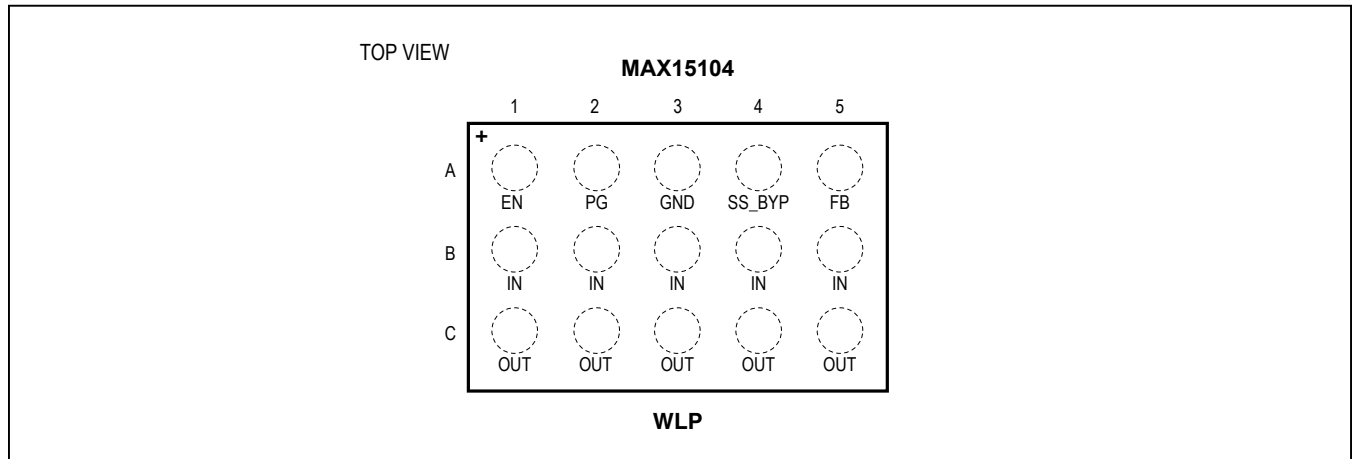 TOP VIEW
MAX15104
1 2 3 4 5
+
A
EN PG GND SS_BYP FB
B
IN IN IN IN IN
C
OUT OUT OUT OUT OUT
WLP